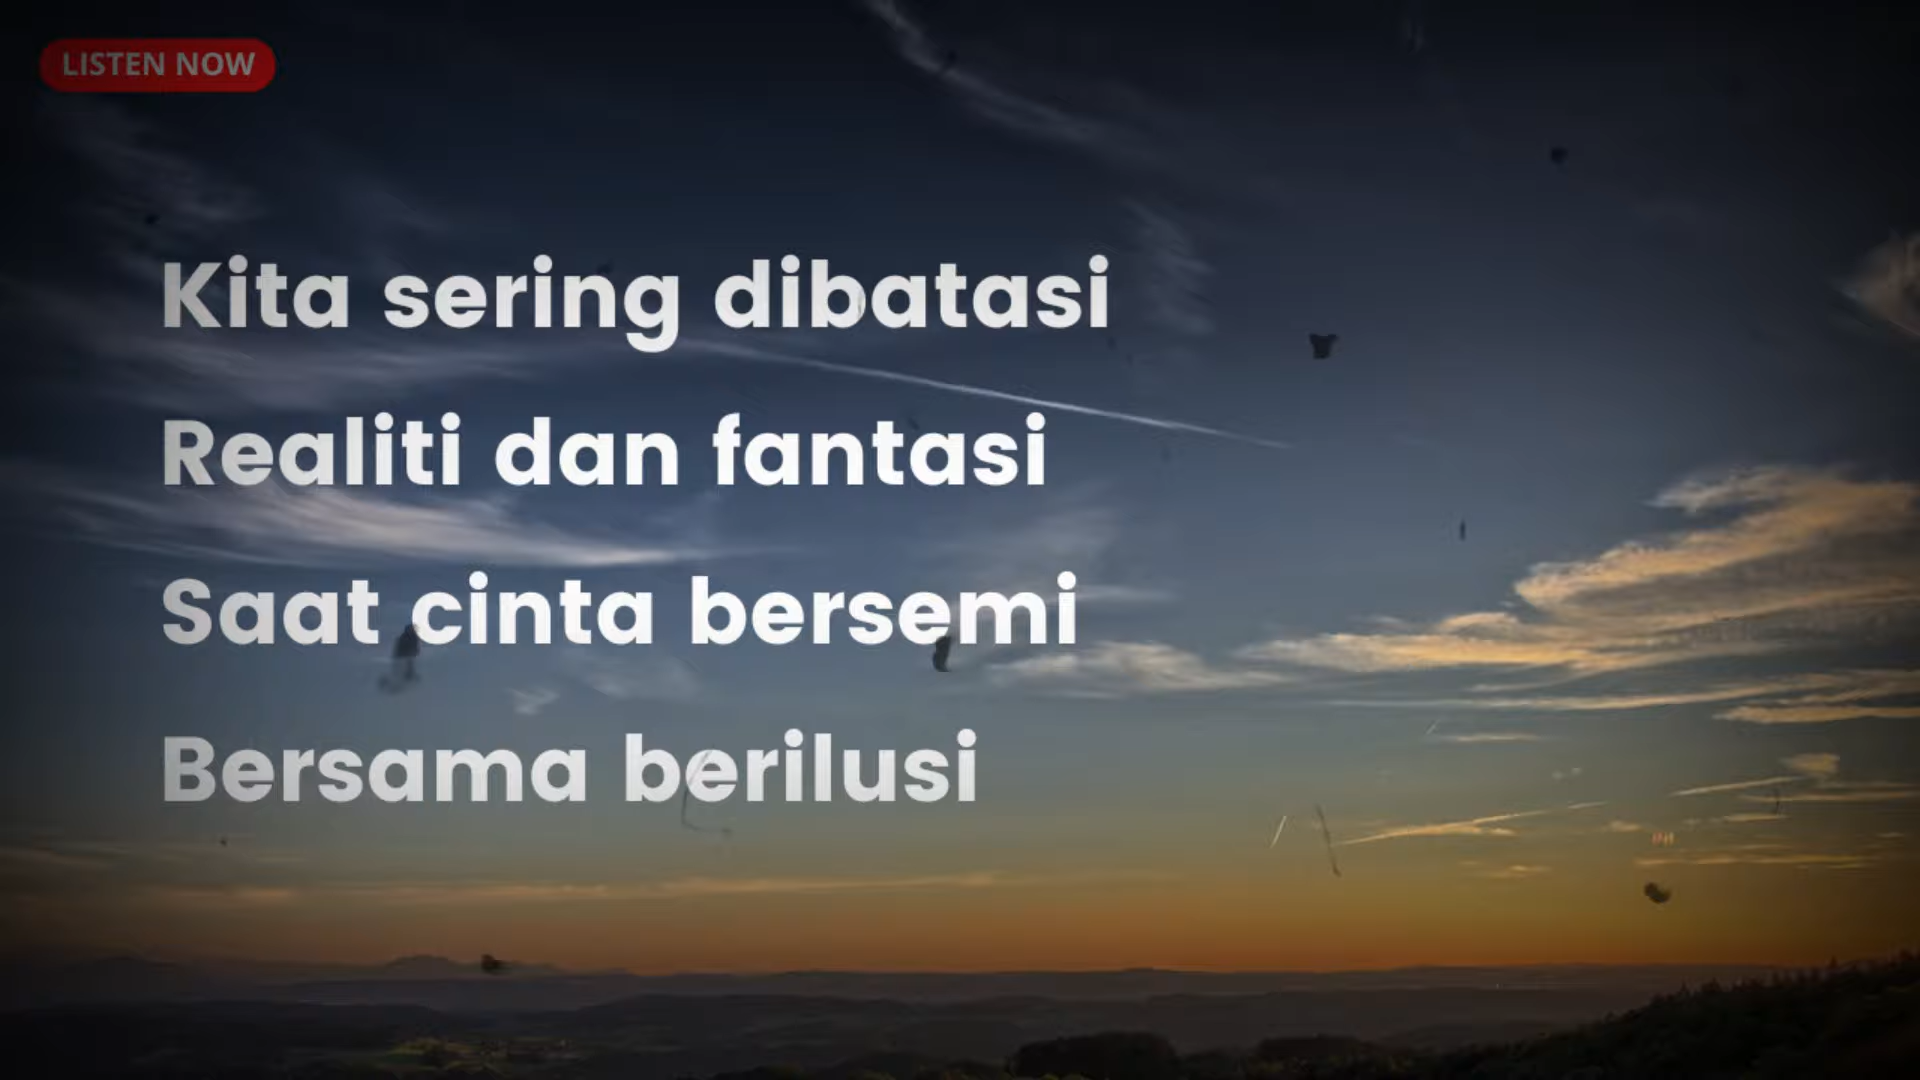 LISTEN NOW
Kita sering dibatasi
Realiti dan fantasi
Saat cinta bersemi
Bersama berilusi